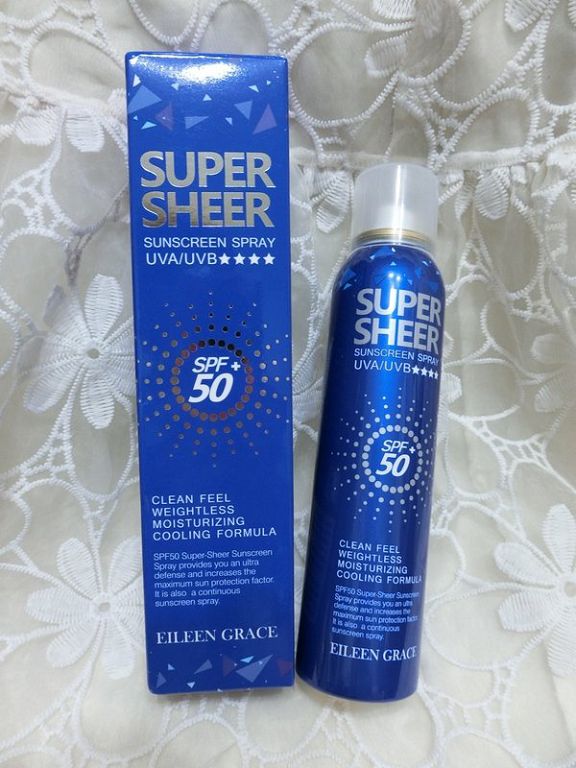 SUPER
SHEER
SUNSCREEN SPRAY
UVA/UVB★★★★
SPF+
50
CLEAN FEEL
WEIGHTLESS
MOISTURIZING
COOLING FORMULA
SPF50 Super-Sheer Sunscreen
Spray provides you an ultra
defense and increases the
maximum sun protection factor.
It is also a continuous
sunscreen spray.
EILEEN GRACE
SUPER
SHEER
SUNSCREEN SPRAY
UVA/UVB★★★★
SPF+
50
CLEAN FEEL
WEIGHTLESS
MOISTURIZING
COOLING FORMULA
SPF50 Super-Sheer Sunscreen
Spray provides you an ultra
defense and increases the
maximum sun protection factor.
It is also a continuous
sunscreen spray.
EILEEN GRACE